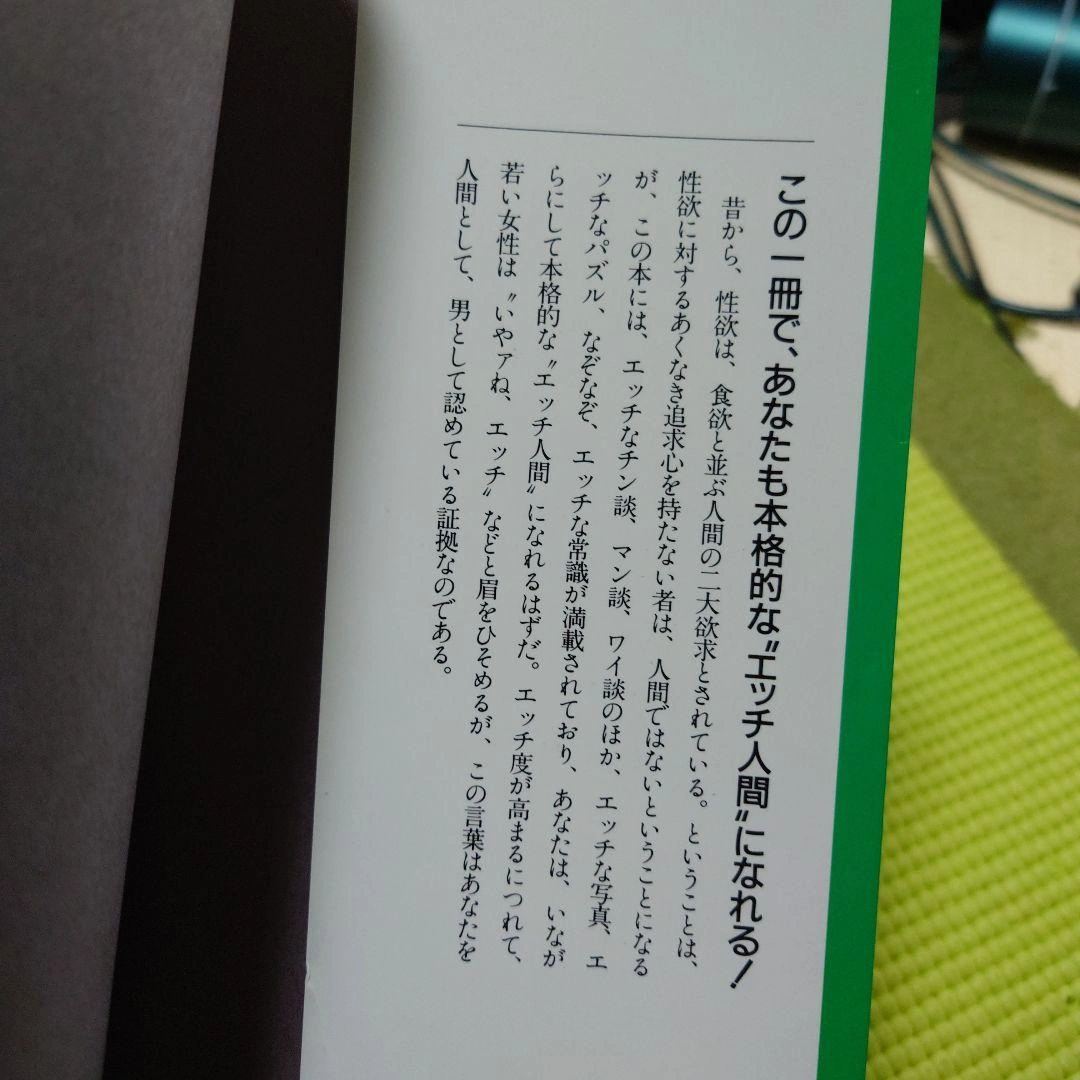 この一冊で、あなたも本格的な〝エッチ人間〟になれる!
昔から、性欲は、食欲と並ぶ人間の二大欲求とされている。ということは、
性欲に対するあくなき追求心を持たない者は、人間ではないということになる
が、この本には、エッチなチン談、マン談、ワイ談のほか、エッチな写真、エ
ッチなパズル、なぞなぞ、エッチな常識が満載されており、あなたは、いなが
らにして本格的な〝エッチ人間〟になれるはずだ。エッチ度が高まるにつれて、
若い女性は〝いやァね、エッチ〟などと眉をひそめるが、この言葉はあなたを
人間として、男として認めている証拠なのである。